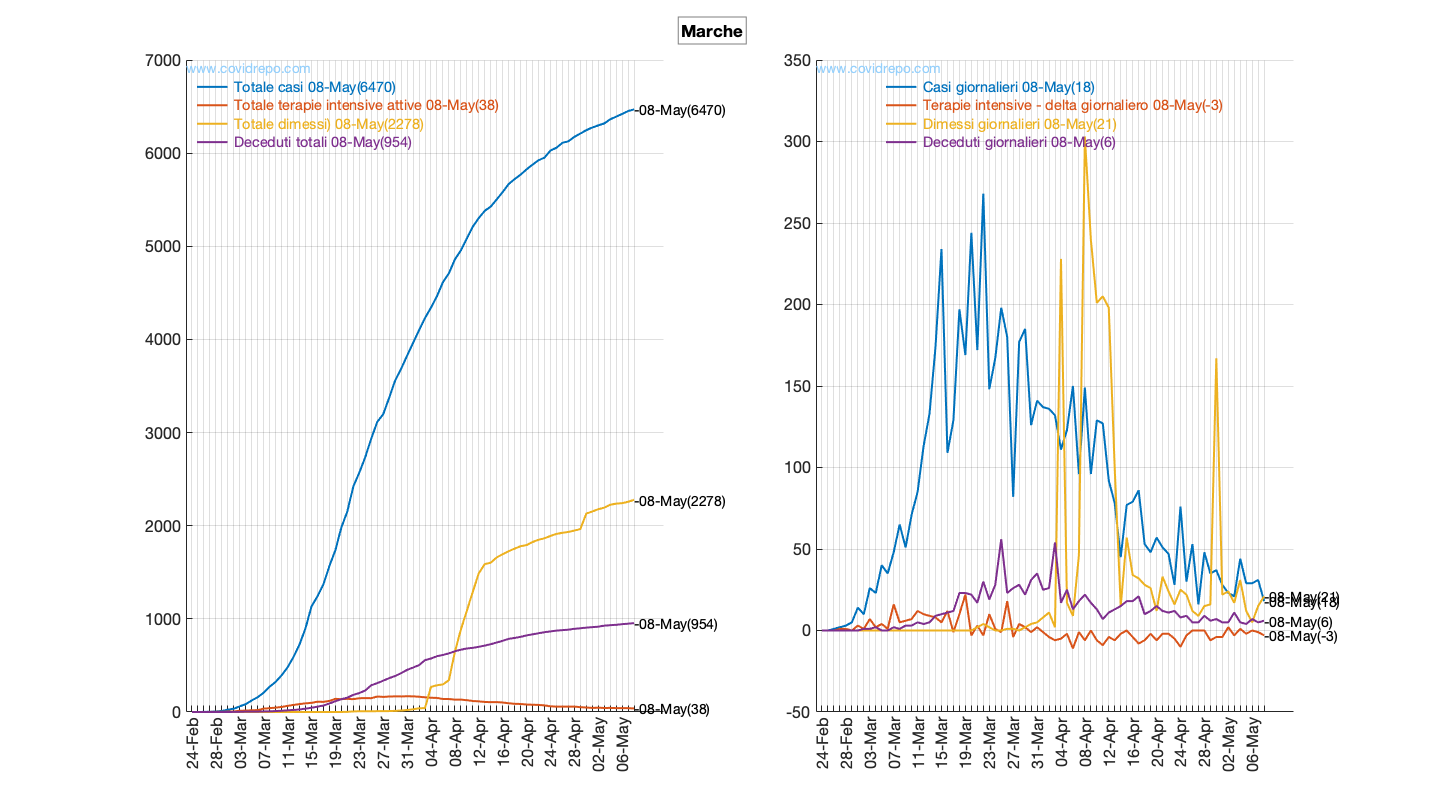 Marche
www.covidrepo.com
Totale casi 08-May(6470)
Totale terapie intensive attive 08-May(38)
Totale dimessi) 08-May(2278)
Deceduti totali 08-May(954)
7000
6000
5000
4000
3000
2000
1000
0
08-May(6470)
08-May(2278)
08-May(954)
08-May(38)
24-Feb
28-Feb
03-Mar
07-Mar
11-Mar
15-Mar
19-Mar
23-Mar
27-Mar
31-Mar
04-Apr
08-Apr
12-Apr
16-Apr
20-Apr
24-Apr
28-Apr
02-May
06-May
www.covidrepo.com
Casi giornalieri 08-May(18)
Terapie intensive - delta giornaliero 08-May(-3)
Dimessi giornalieri 08-May(21)
Deceduti giornalieri 08-May(6)
350
300
250
200
150
100
50
0
-50
08-May(21)
08-May(18)
08-May(6)
08-May(-3)
24-Feb
28-Feb
03-Mar
07-Mar
11-Mar
15-Mar
19-Mar
23-Mar
27-Mar
31-Mar
04-Apr
08-Apr
12-Apr
16-Apr
20-Apr
24-Apr
28-Apr
02-May
06-May